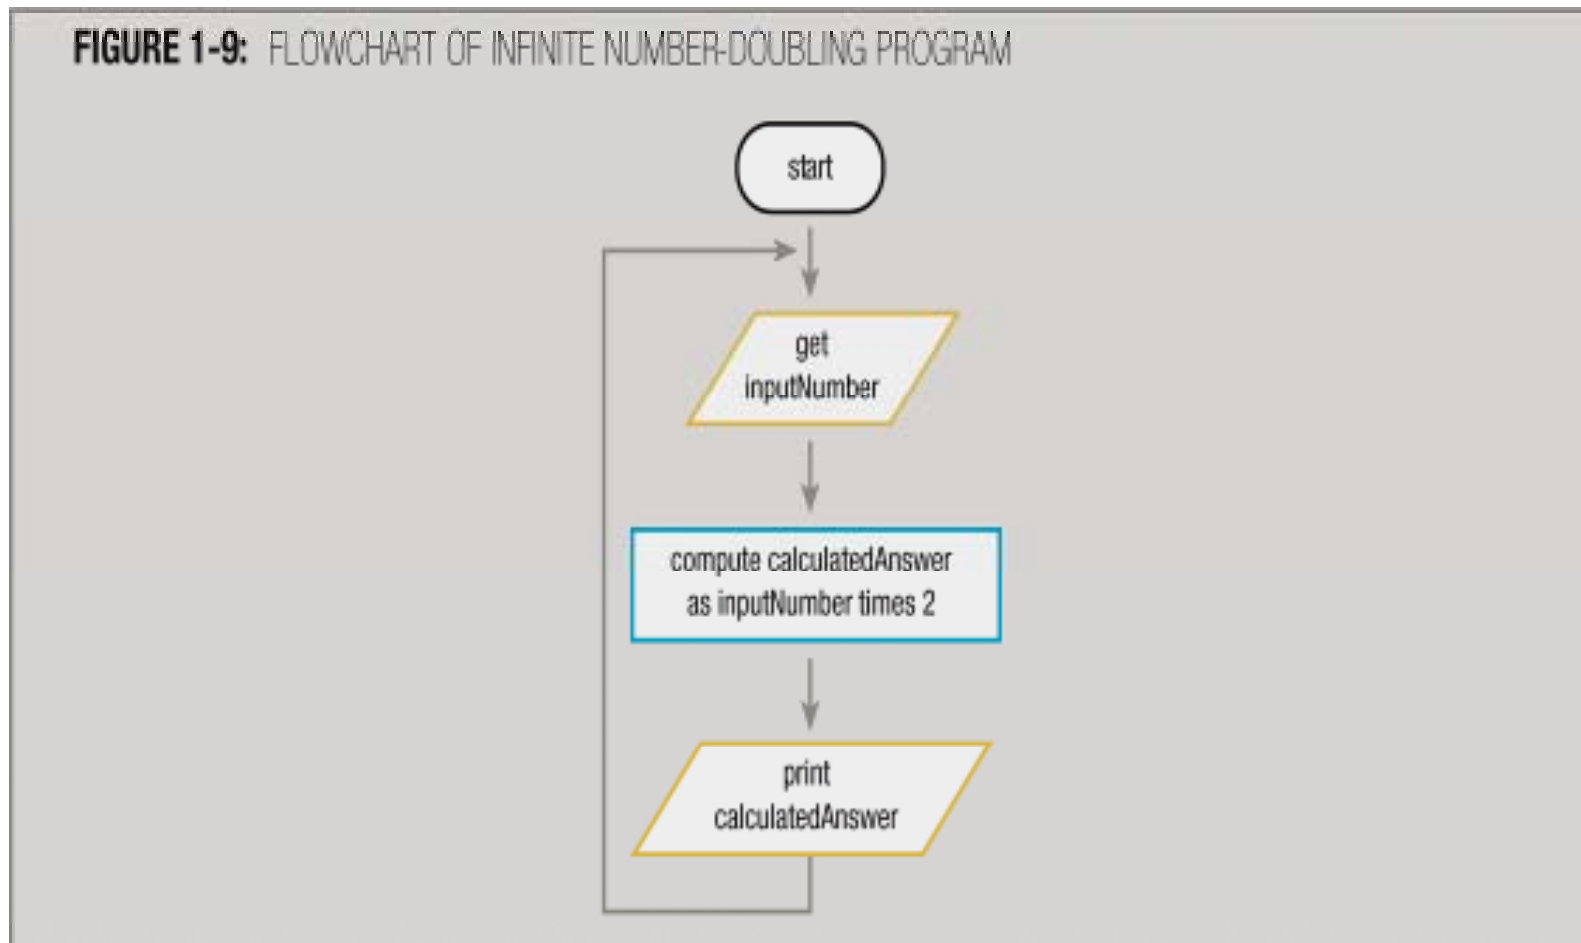 FIGURE 1-9: FLOWCHART OF INFINITE NUMBER-DOUBLING PROGRAM
start
get
inputNumber
compute calculatedAnswer
as inputNumber times 2
print
calculatedAnswer